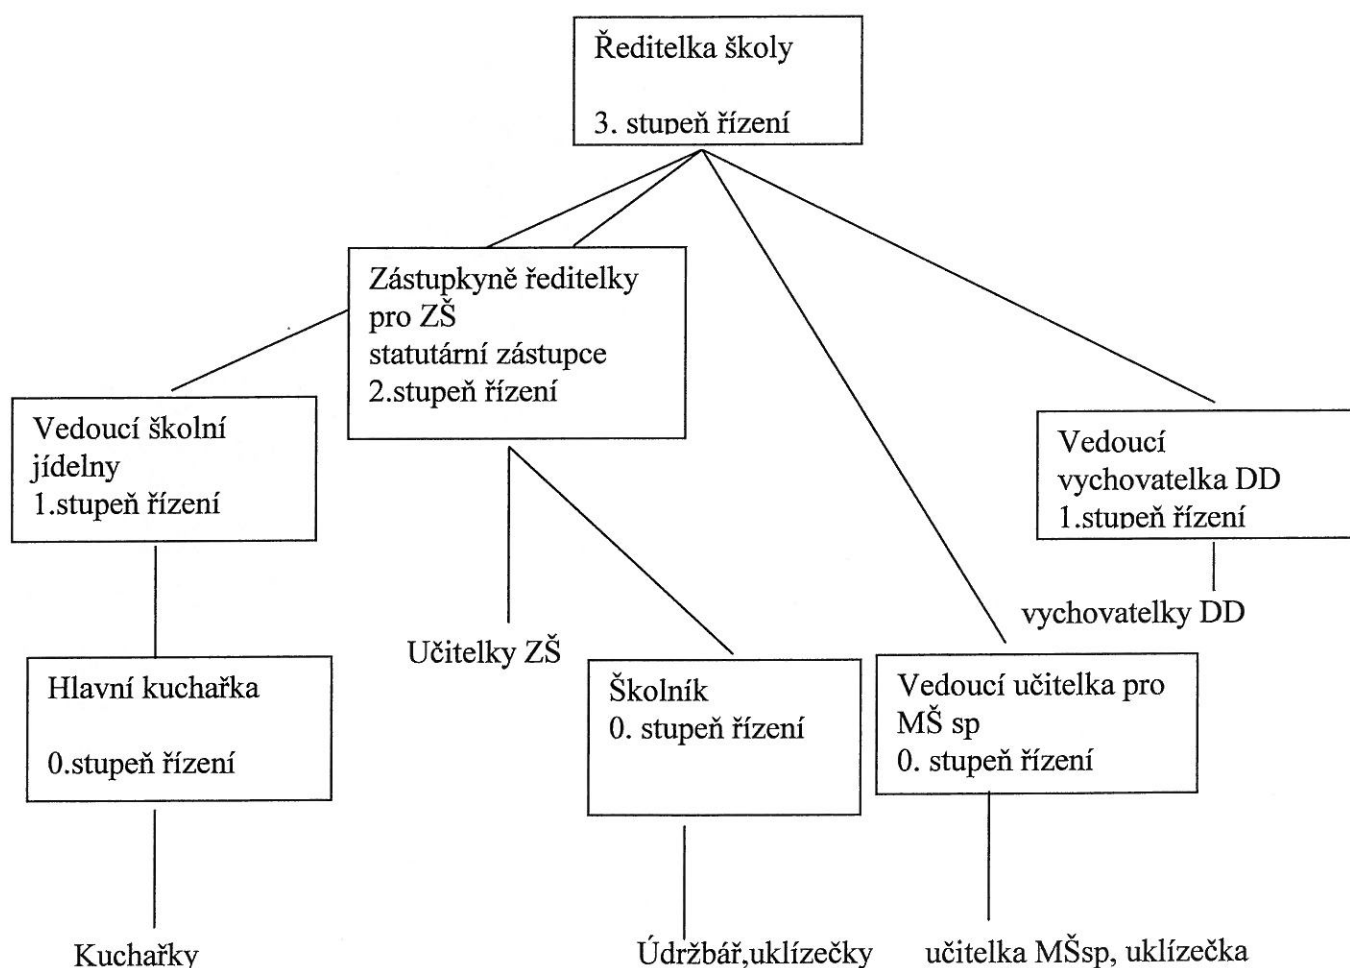 Ředitelka školy
3. stupeň řízení
Zástupkyně ředitelky
pro ZŠ
statutární zástupce
2.stupeň řízení
Vedoucí školní
jídelny
1.stupeň řízení
Vedoucí
vychovatelka DD
1.stupeň řízení
vychovatelky DD
Učitelky ZŠ
Hlavní kuchařka
0.stupeň řízení
Školník
0. stupeň řízení
Vedoucí učitelka pro
MŠ sp
0. stupeň řízení
Kuchařky
Údržbář,uklízečky
učitelka MŠsp, uklízečka